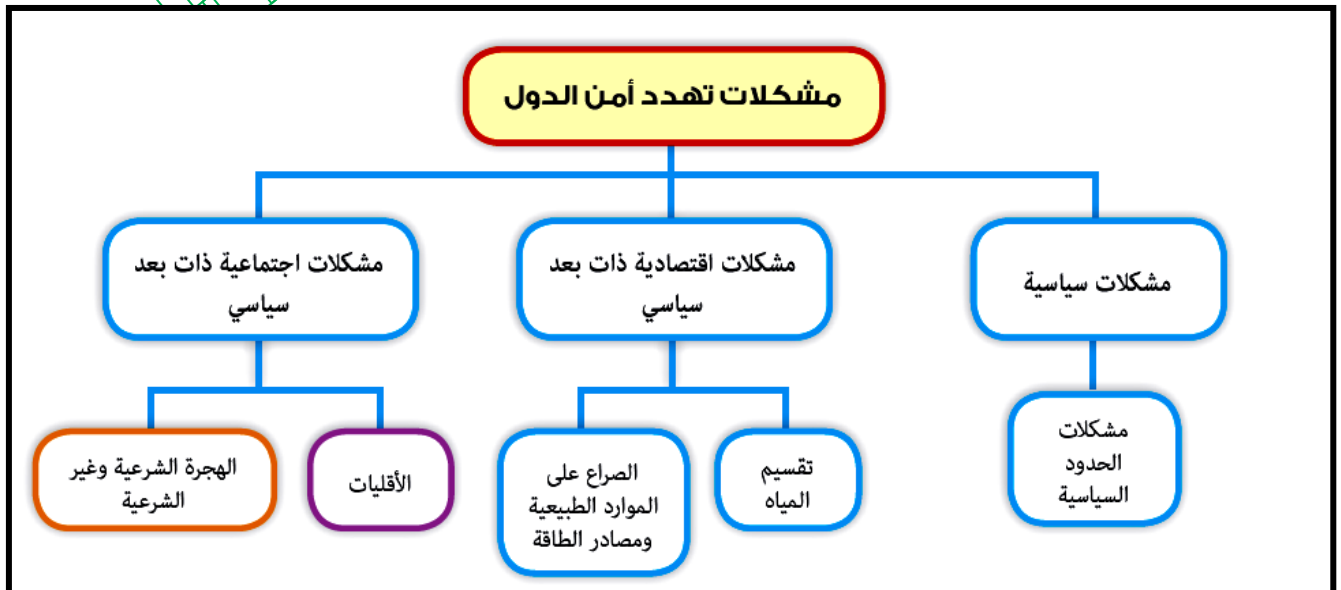 مشكلات تهدد أمن الدول
مشكلات سياسية
مشكلات اقتصادية ذات بعد
سياسي
مشكلات اجتماعية ذات بعد
سياسي
مشكلات
الحدود
السياسية
تقسيم
المياه
الصراع على
الموارد الطبيعية
ومصادر الطاقة
الأقليات
الهجرة الشرعية وغير
الشرعية